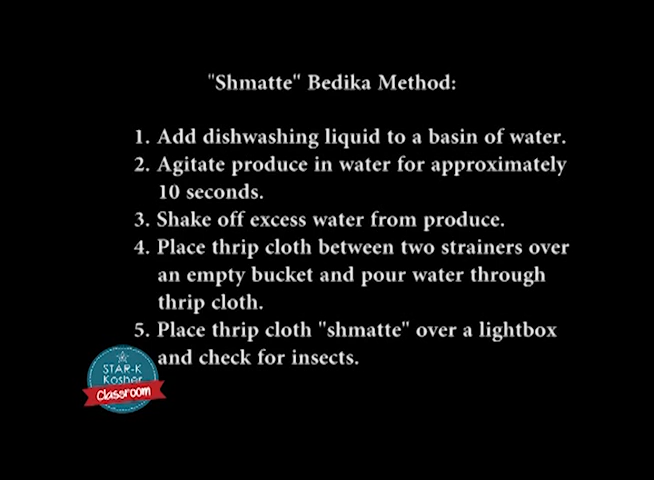 "Shmatte" Bedika Method:
1. Add dishwashing liquid to a basin of water.
2. Agitate produce in water for approximately
10 seconds.
3. Shake off excess water from produce.
4. Place thrip cloth between two strainers over
an empty bucket and pour water through
thrip cloth.
5. Place thrip cloth "shmatte" over a lightbox
and check for insects.
STAR-K
Kosher
Classroom